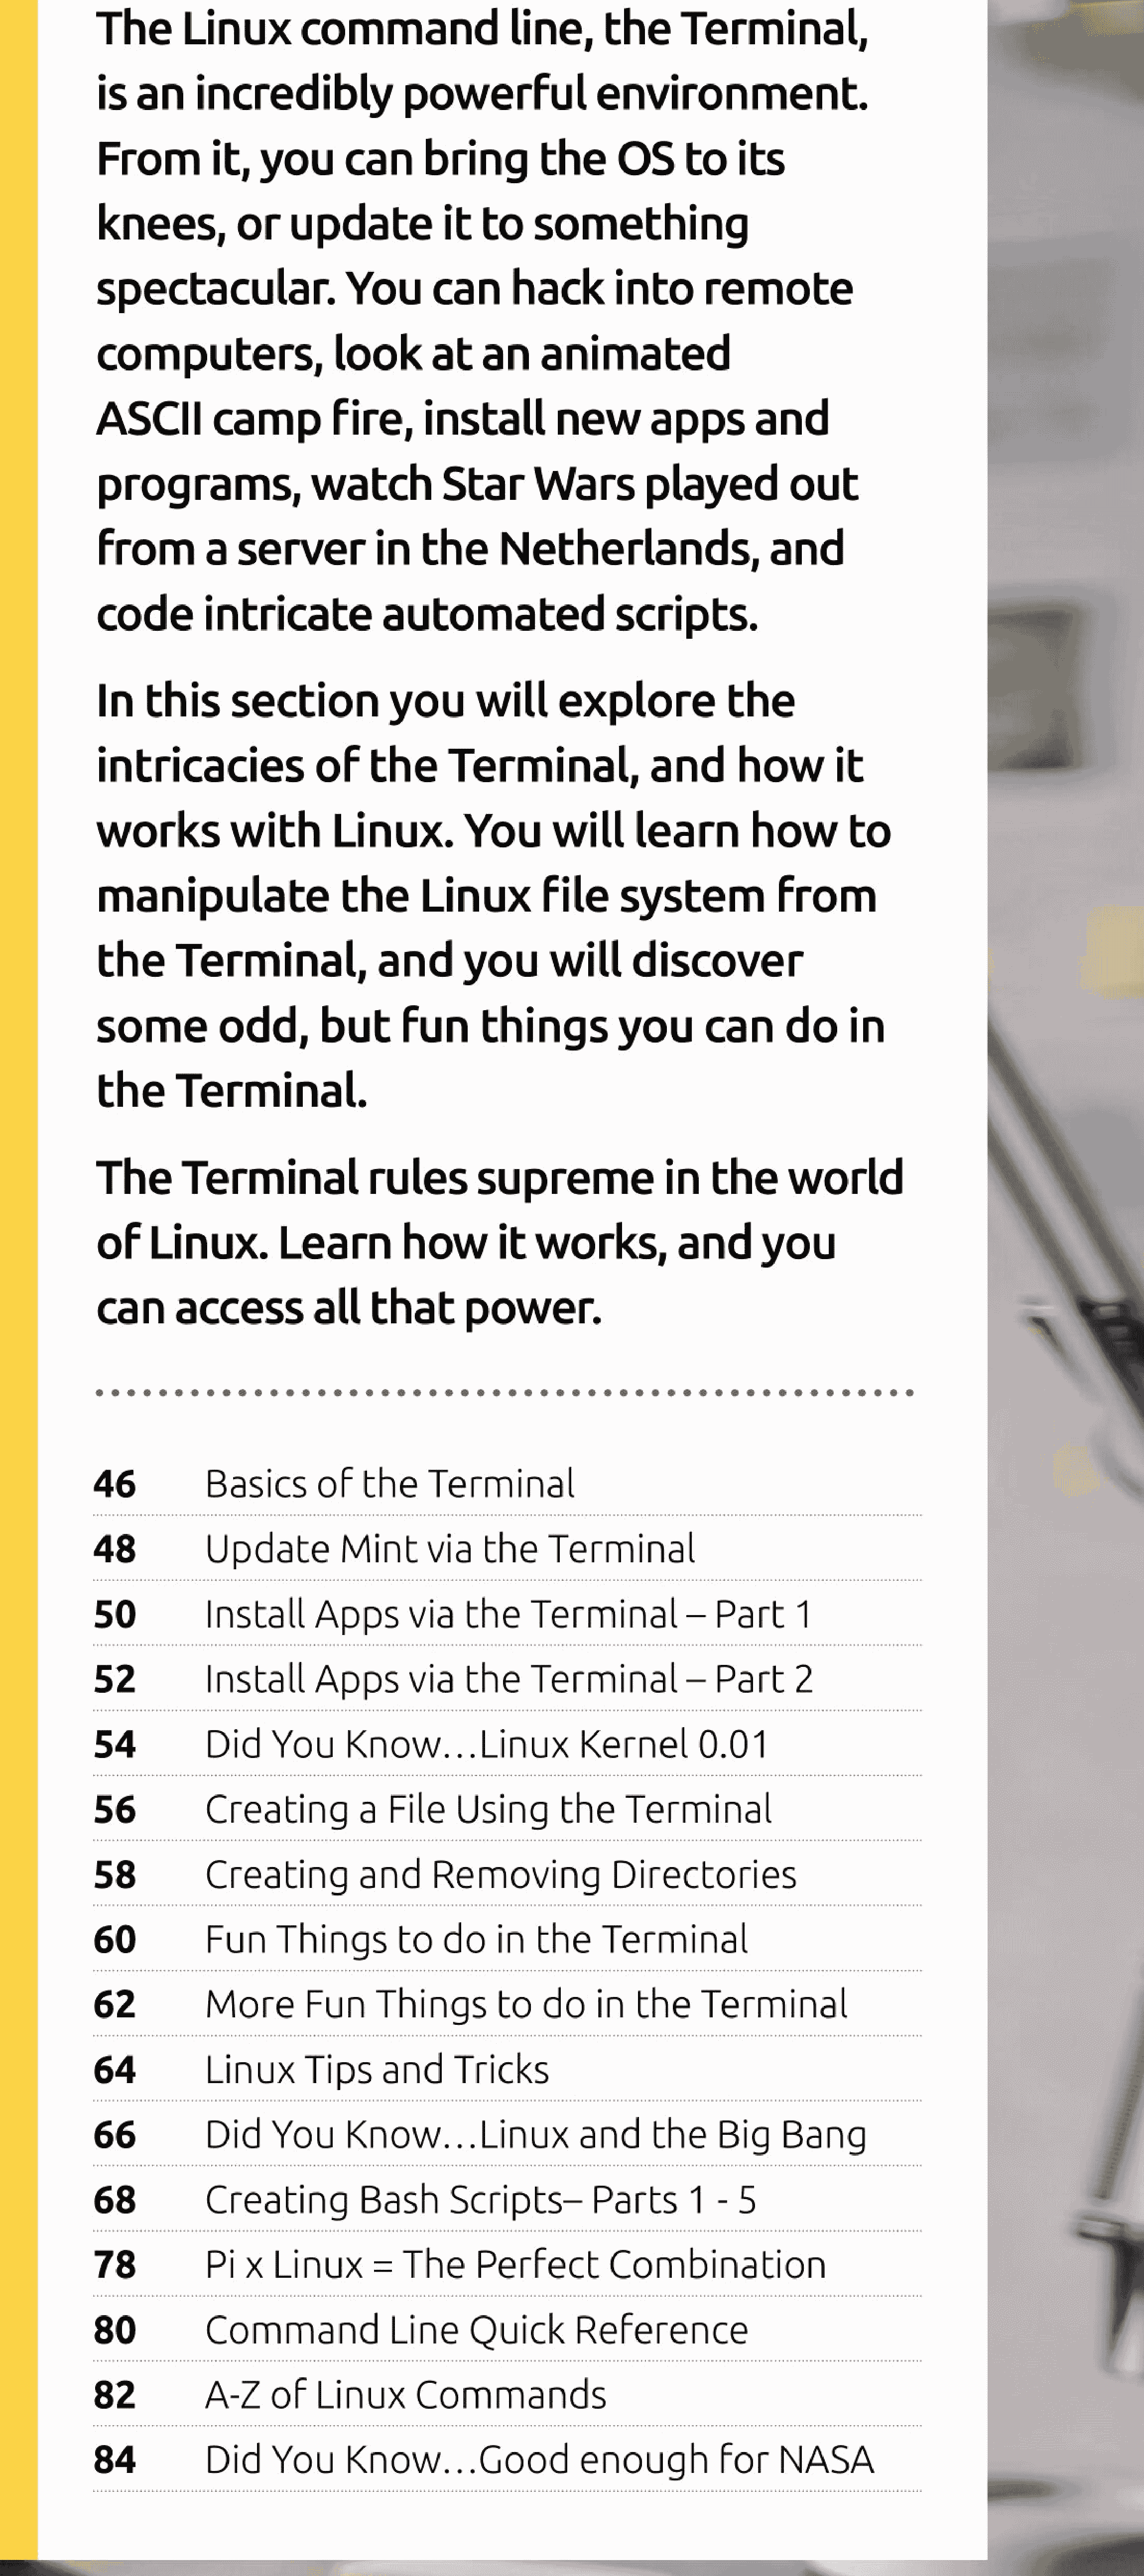 The Linux command line, the Terminal,
is an incredibly powerful environment.
From it, you can bring the OS to its
knees, or update it to something
spectacular. You can hack into remote
computers, look at an animated
ASCII camp fire, install new apps and
programs, watch Star Wars played out
from a server in the Netherlands, and
code intricate automated scripts.
In this section you will explore the
intricacies of the Terminal, and how it
works with Linux. You will learn how to
manipulate the Linux file system from
the Terminal, and you will discover
some odd, but fun things you can do in
the Terminal.
The Terminal rules supreme in the world
of Linux. Learn how it works, and you
can access all that power.
46 Basics of the Terminal
48 Update Mint via the Terminal
50 Install Apps via the Terminal – Part 1
52 Install Apps via the Terminal – Part 2
54 Did You Know…Linux Kernel 0.01
56 Creating a File Using the Terminal
58 Creating and Removing Directories
60 Fun Things to do in the Terminal
62 More Fun Things to do in the Terminal
64 Linux Tips and Tricks
66 Did You Know…Linux and the Big Bang
68 Creating Bash Scripts– Parts 1 - 5
78 Pi x Linux = The Perfect Combination
80 Command Line Quick Reference
82 A-Z of Linux Commands
84 Did You Know…Good enough for NASA